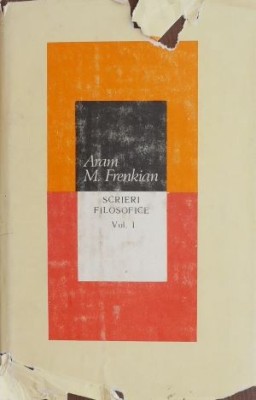 Aram
M. Frenkian
SCRIERI
FILOSOFICE
Vol. I